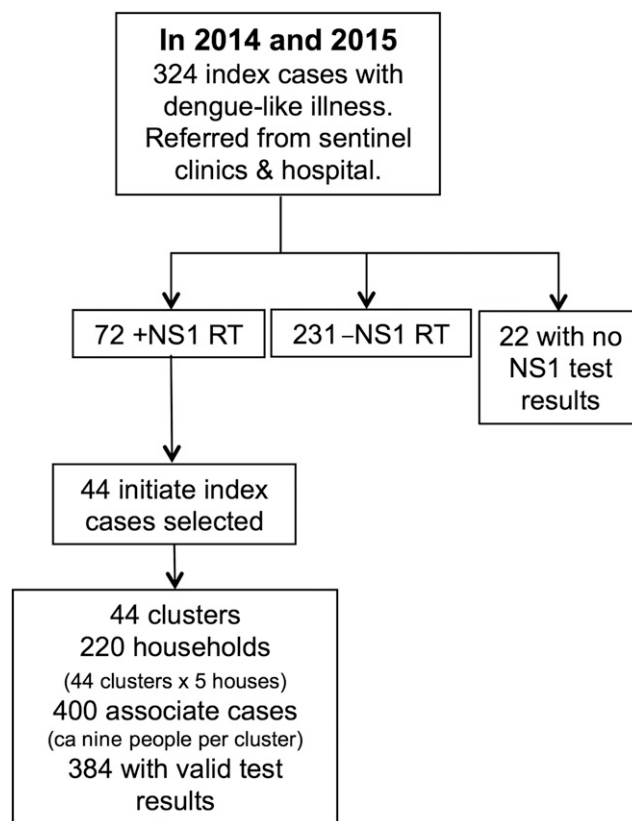 In 2014 and 2015
324 index cases with
dengue-like illness.
Referred from sentinel
clinics & hospital.
72 +NS1 RT
231 –NS1 RT
22 with no
NS1 test
results
44 initiate index
cases selected
44 clusters
220 households
(44 clusters x 5 houses)
400 associate cases
(ca nine people per cluster)
384 with valid test
results